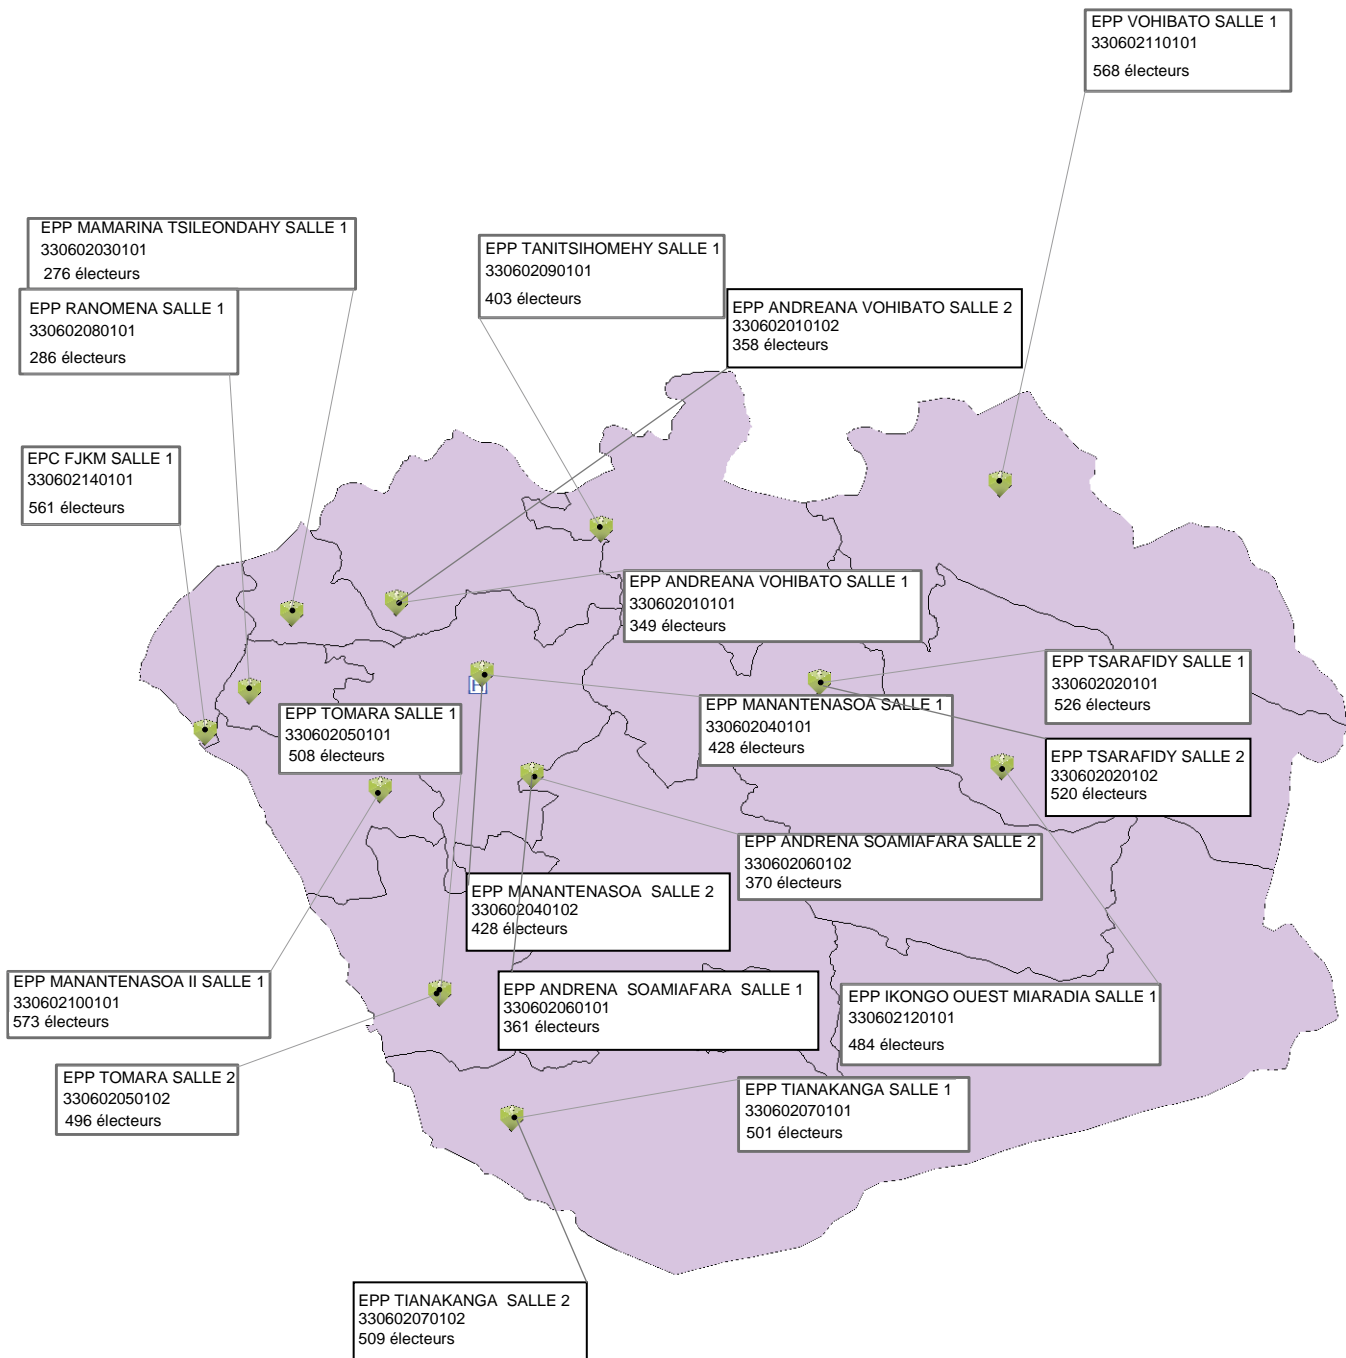 EPP VOHIBATO SALLE 1
330602110101
568 électeurs
EPP MAMARINA TSILEONDAHY SALLE 1
330602030101
276 électeurs
EPP TANITSIHOMEHY SALLE 1
330602090101
403 électeurs
EPP RANOMENA SALLE 1
330602080101
286 électeurs
EPP ANDREANA VOHIBATO SALLE 2
330602010102
358 électeurs
EPC FJKM SALLE 1
330602140101
561 électeurs
EPP ANDREANA VOHIBATO SALLE 1
330602010101
349 électeurs
EPP TSARAFIDY SALLE 1
330602020101
526 électeurs
H
EPP TOMARA SALLE 1
330602050101
508 électeurs
EPP MANANTENASOA SALLE 1
330602040101
428 électeurs
EPP TSARAFIDY SALLE 2
330602020102
520 électeurs
EPP ANDRENA SOAMIAFARA SALLE 2
330602060102
370 électeurs
EPP MANANTENASOA SALLE 2
330602040102
428 électeurs
EPP MANANTENASOA II SALLE 1
330602100101
573 électeurs
EPP ANDRENA SOAMIAFARA SALLE 1
330602060101
361 électeurs
EPP IKONGO OUEST MIARADIA SALLE 1
330602120101
484 électeurs
EPP TOMARA SALLE 2
330602050102
496 électeurs
EPP TIANAKANGA SALLE 1
330602070101
501 électeurs
EPP TIANAKANGA SALLE 2
330602070102
509 électeurs